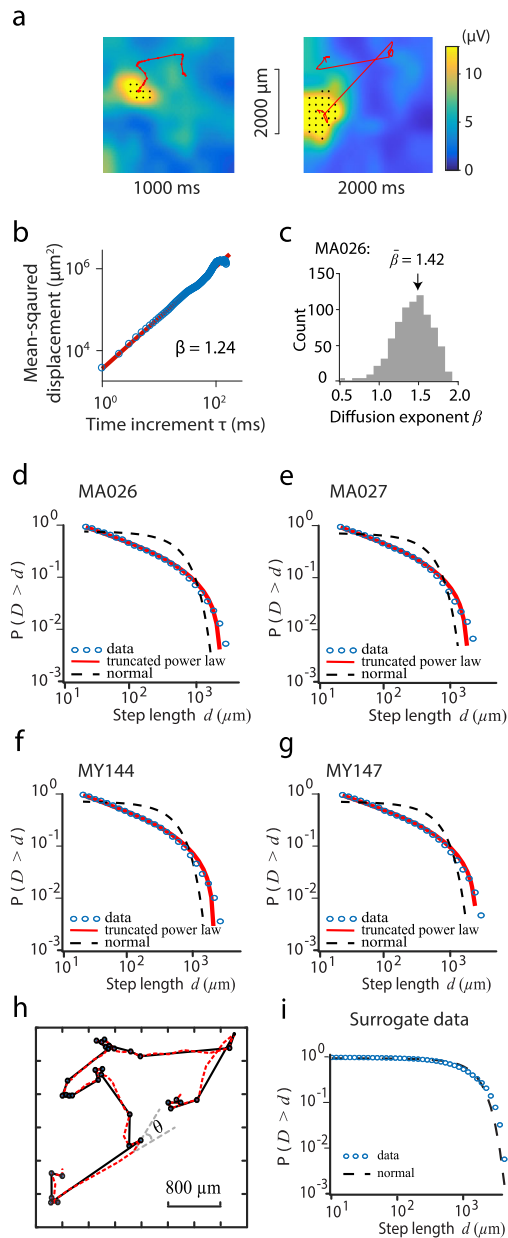 a
(μV)
10
5
0
2000 μm
1000 ms
2000 ms
b
Mean-sqaured
displacement (μm²)
10⁶
10⁴
β = 1.24
10⁰
10²
Time increment τ (ms)
c
MA026:
β̄ = 1.42
Count
150
100
50
0
0.5
1.0
1.5
2.0
Diffusion exponent β
d
MA026
P ( D > d )
10⁰
10⁻¹
10⁻²
10⁻³
data
truncated power law
normal
10¹
10²
10³
Step length d (μm)
e
MA027
P ( D > d )
10⁰
10⁻¹
10⁻²
10⁻³
data
truncated power law
normal
10¹
10²
10³
Step length d (μm)
f
MY144
P ( D > d )
10⁰
10⁻¹
10⁻²
10⁻³
data
truncated power law
normal
10¹
10²
10³
Step length d (μm)
g
MY147
P ( D > d )
10⁰
10⁻¹
10⁻²
10⁻³
data
truncated power law
normal
10¹
10²
10³
Step length d (μm)
h
θ
800 μm
i
Surrogate data
P ( D > d )
10⁰
10⁻¹
10⁻²
10⁻³
data
normal
10¹
10²
10³
Step length d (μm)